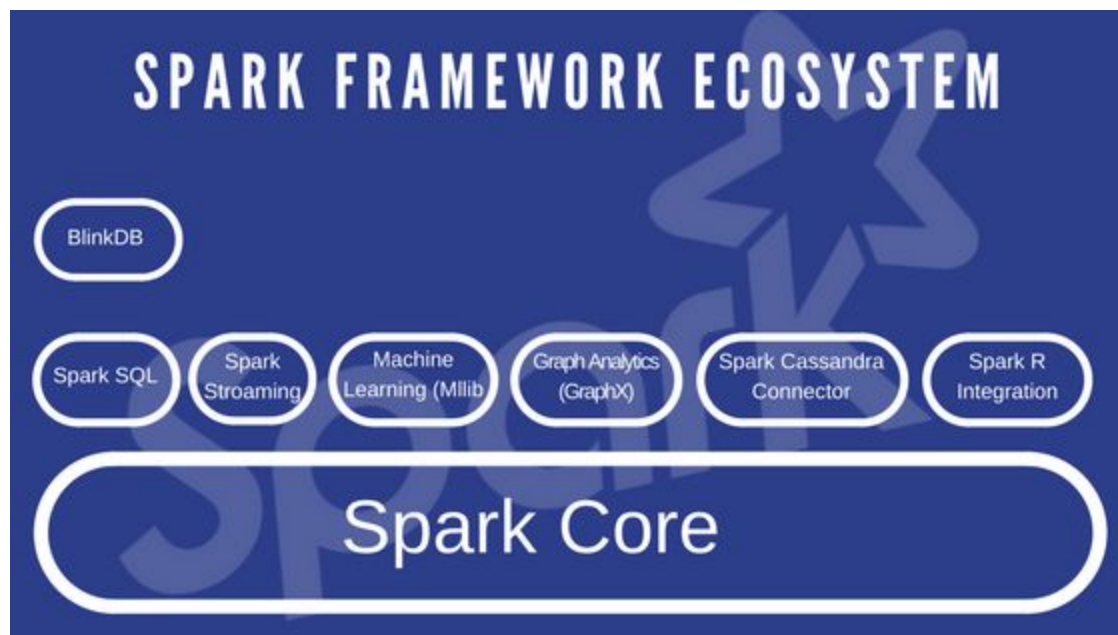 SPARK FRAMEWORK ECOSYSTEM
BlinkDB
Spark SQL
Spark
Stroaming
Machine
Learning (Mllib
Graph Analytics
(GraphX)
Spark Cassandra
Connector
Spark R
Integration
Spark Core
Spark